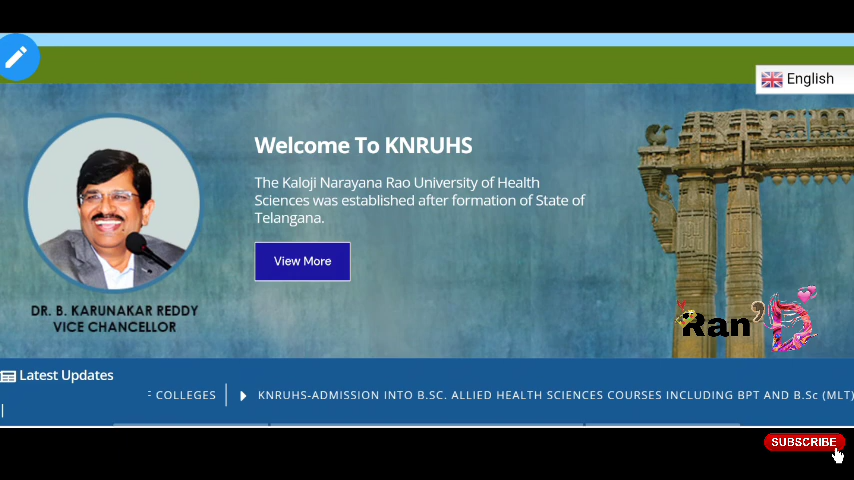 English
Welcome To KNRUHS
The Kaloji Narayana Rao University of Health
Sciences was established after formation of State of
Telangana.
View More
DR. B. KARUNAKAR REDDY
VICE CHANCELLOR
Ran'D
Latest Updates
COLLEGES
KNRUHS-ADMISSION INTO B.SC. ALLIED HEALTH SCIENCES COURSES INCLUDING BPT AND B.Sc (MLT)
SUBSCRIBE